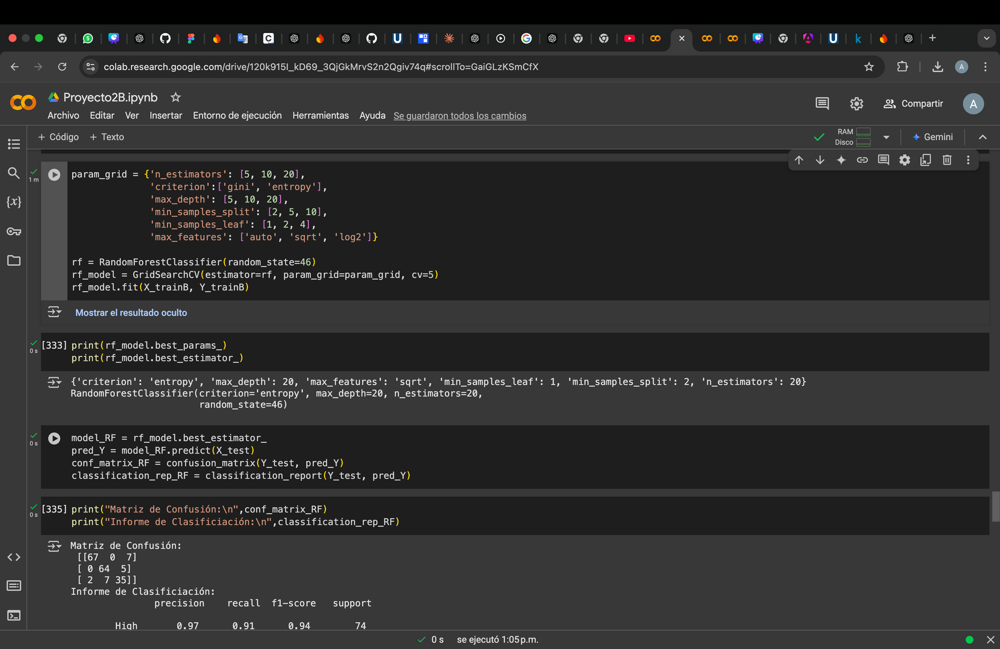 5
colab.research.google.com/drive/120k915l_kD69_3QjGkMrvS2n2Qgiv74q#scrollTo=GaiGLzKSmCfX
A
Proyecto2B.ipynb
Archivo Editar Ver Insertar Entorno de ejecución Herramientas Ayuda Se guardaron todos los cambios
Compartir
A
+ Código + Texto
RAM
Disco
Gemini
1 m
param_grid = {'n_estimators': [5, 10, 20],
'criterion':['gini', 'entropy'],
'max_depth': [5, 10, 20],
'min_samples_split': [2, 5, 10],
'min_samples_leaf': [1, 2, 4],
'max_features': ['auto', 'sqrt', 'log2']}
rf = RandomForestClassifier(random_state=46)
rf_model = GridSearchCV(estimator=rf, param_grid=param_grid, cv=5)
rf_model.fit(X_trainB, Y_trainB)
Mostrar el resultado oculto
0 s
[333] print(rf_model.best_params_)
print(rf_model.best_estimator_)
{'criterion': 'entropy', 'max_depth': 20, 'max_features': 'sqrt', 'min_samples_leaf': 1, 'min_samples_split': 2, 'n_estimators': 20}
RandomForestClassifier(criterion='entropy', max_depth=20, n_estimators=20,
random_state=46)
0 s
model_RF = rf_model.best_estimator_
pred_Y = model_RF.predict(X_test)
conf_matrix_RF = confusion_matrix(Y_test, pred_Y)
classification_rep_RF = classification_report(Y_test, pred_Y)
0 s
[335] print("Matriz de Confusión:\n",conf_matrix_RF)
print("Informe de Clasificiación:\n",classification_rep_RF)
Matriz de Confusión:
[[67 0 7]
[ 0 64 5]
[ 2 7 35]]
Informe de Clasificiación:
precision recall f1-score support
High 0.97 0.91 0.94 74
0 s se ejecutó 1:05 p.m.